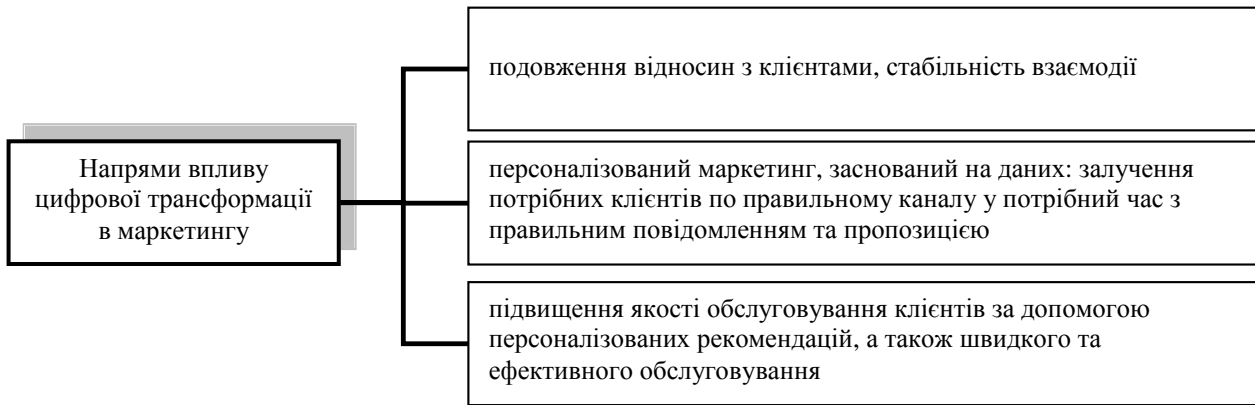 Напрями впливу
цифрової трансформації
в маркетингу
подовження відносин з клієнтами, стабільність взаємодії
персоналізований маркетинг, заснований на даних: залучення
потрібних клієнтів по правильному каналу у потрібний час з
правильним повідомленням та пропозицією
підвищення якості обслуговування клієнтів за допомогою
персоналізованих рекомендацій, а також швидкого та
ефективного обслуговування